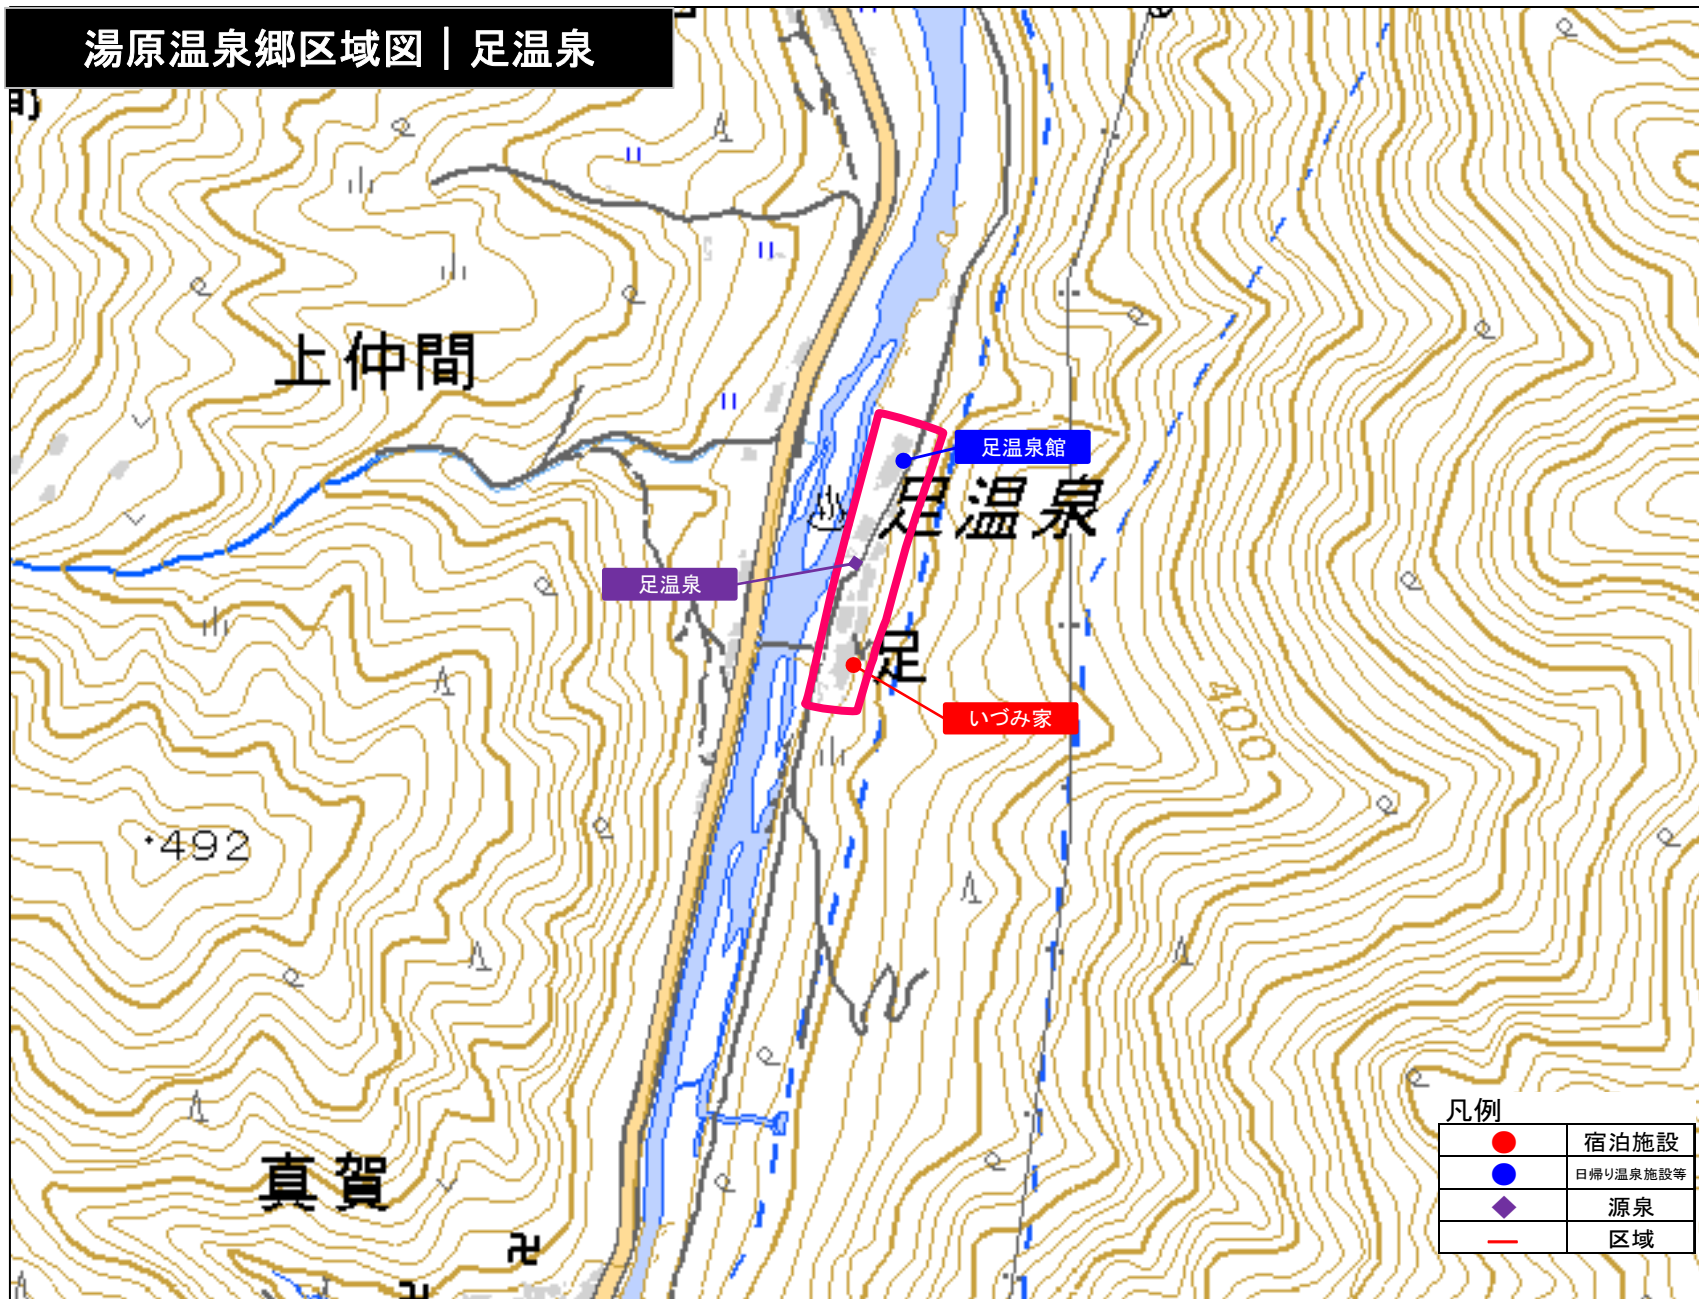 湯原温泉郷区域図｜足温泉
上仲間
足温泉館
足温泉
足温泉
足
いづみ家
400
・492
真賀
凡例
宿泊施設
日帰り温泉施設等
源泉
区域